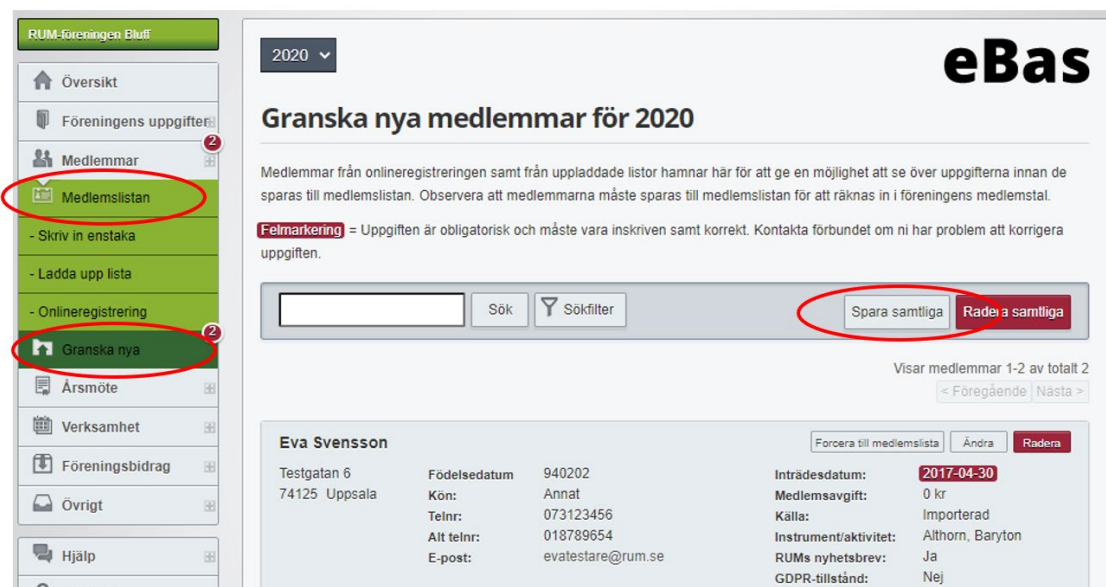 RUM-föreningen Bluff
Översikt
Föreningens uppgifter
2
Medlemmar
Medlemslistan
- Skriv in enstaka
- Ladda upp lista
- Onlineregistrering
2
Granska nya
Årsmöte
Verksamhet
Föreningsbidrag
Övrigt
Hjälp
2020
eBas
Granska nya medlemmar för 2020
Medlemmar från onlineregistreringen samt från uppladdade listor hamnar här för att ge en möjlighet att se över uppgifterna innan de
sparas till medlemslistan. Observera att medlemmarna måste sparas till medlemslistan för att räknas in i föreningens medlemstal.
Felmarkering = Uppgiften är obligatorisk och måste vara inskriven samt korrekt. Kontakta förbundet om ni har problem att korrigera
uppgiften.
Sök Sökfilter Spara samtliga Radera samtliga
Visar medlemmar 1-2 av totalt 2
< Föregående Nästa >
Eva Svensson Forcera till medlemslista Ändra Radera
Testgatan 6 Födelsedatum 940202 Inträdesdatum: 2017-04-30
74125 Uppsala Kön: Annat Medlemsavgift: 0 kr
Telnr: 073123456 Källa: Importerad
Alt telnr: 018789654 Instrument/aktivitet: Althorn, Baryton
E-post: evatestare@rum.se RUMs nyhetsbrev: Ja
GDPR-tillstånd: Nej